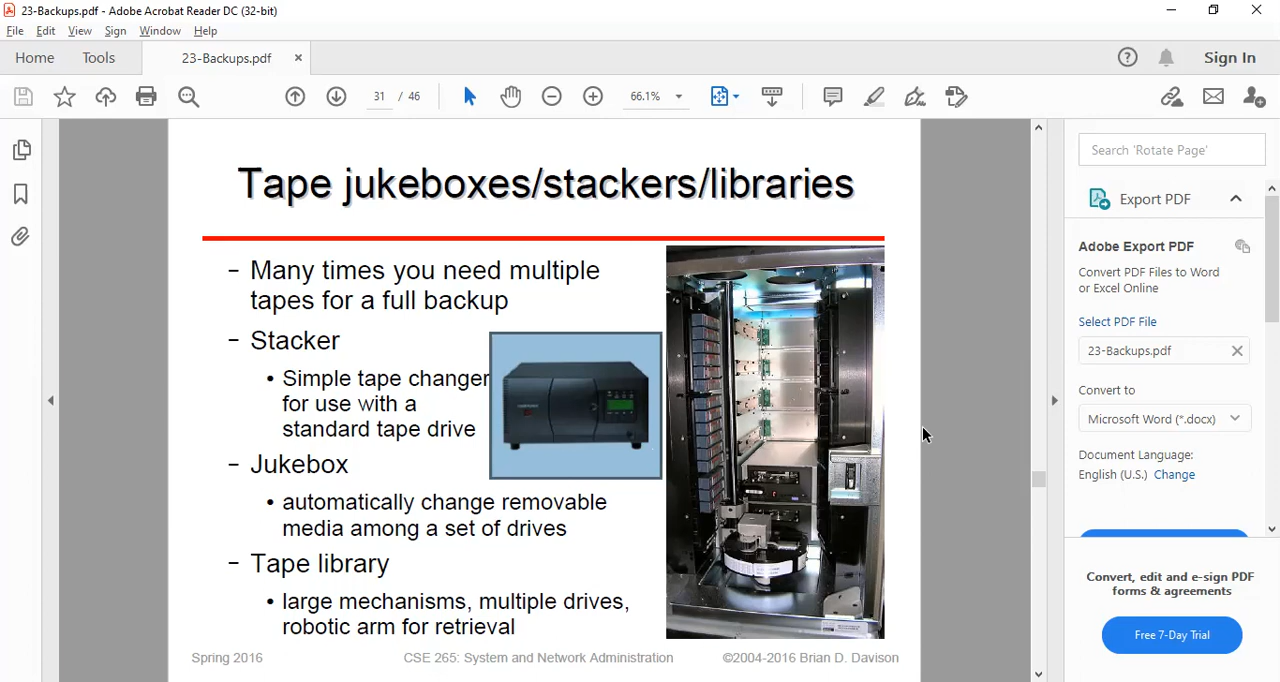 23-Backups.pdf - Adobe Acrobat Reader DC (32-bit)
File Edit View Sign Window Help
Home Tools 23-Backups.pdf × Sign In
31 / 46 66.1%
Search 'Rotate Page'
Tape jukeboxes/stackers/libraries
– Many times you need multiple
tapes for a full backup
– Stacker
• Simple tape changer
for use with a
standard tape drive
– Jukebox
• automatically change removable
media among a set of drives
– Tape library
• large mechanisms, multiple drives,
robotic arm for retrieval
Spring 2016 CSE 265: System and Network Administration ©2004-2016 Brian D. Davison
Export PDF
Adobe Export PDF
Convert PDF Files to Word
or Excel Online
Select PDF File
23-Backups.pdf
Convert to
Microsoft Word (*.docx)
Document Language:
English (U.S.) Change
Convert, edit and e-sign PDF
forms & agreements
Free 7-Day Trial